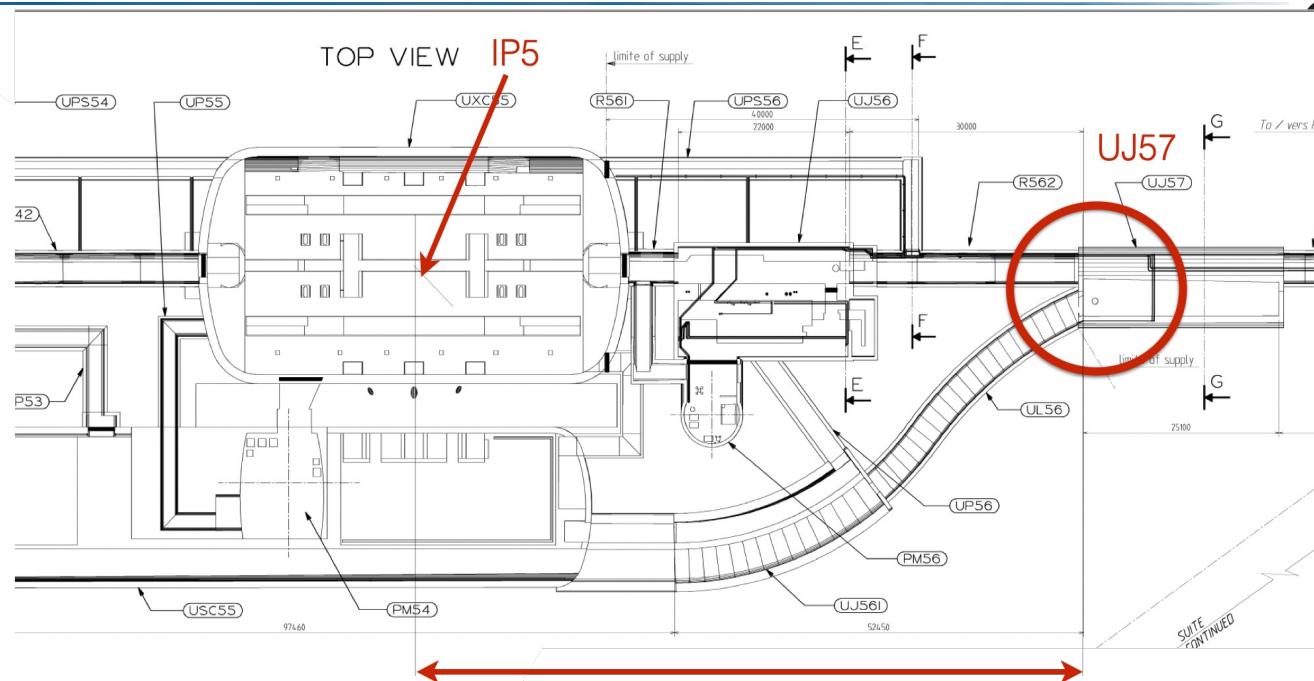 TOP VIEW
IP5
limite of supply
E
F
UPS54
UP55
UXC55
R561
UPS56
UJ56
40000
22000
30000
G
To / vers
UJ57
R562
UJ57
42
E
F
limite of supply
G
P53
UL56
25100
UP56
PM56
USC55
PM54
UJ561
97460
52450
SUITE
CONTINUED